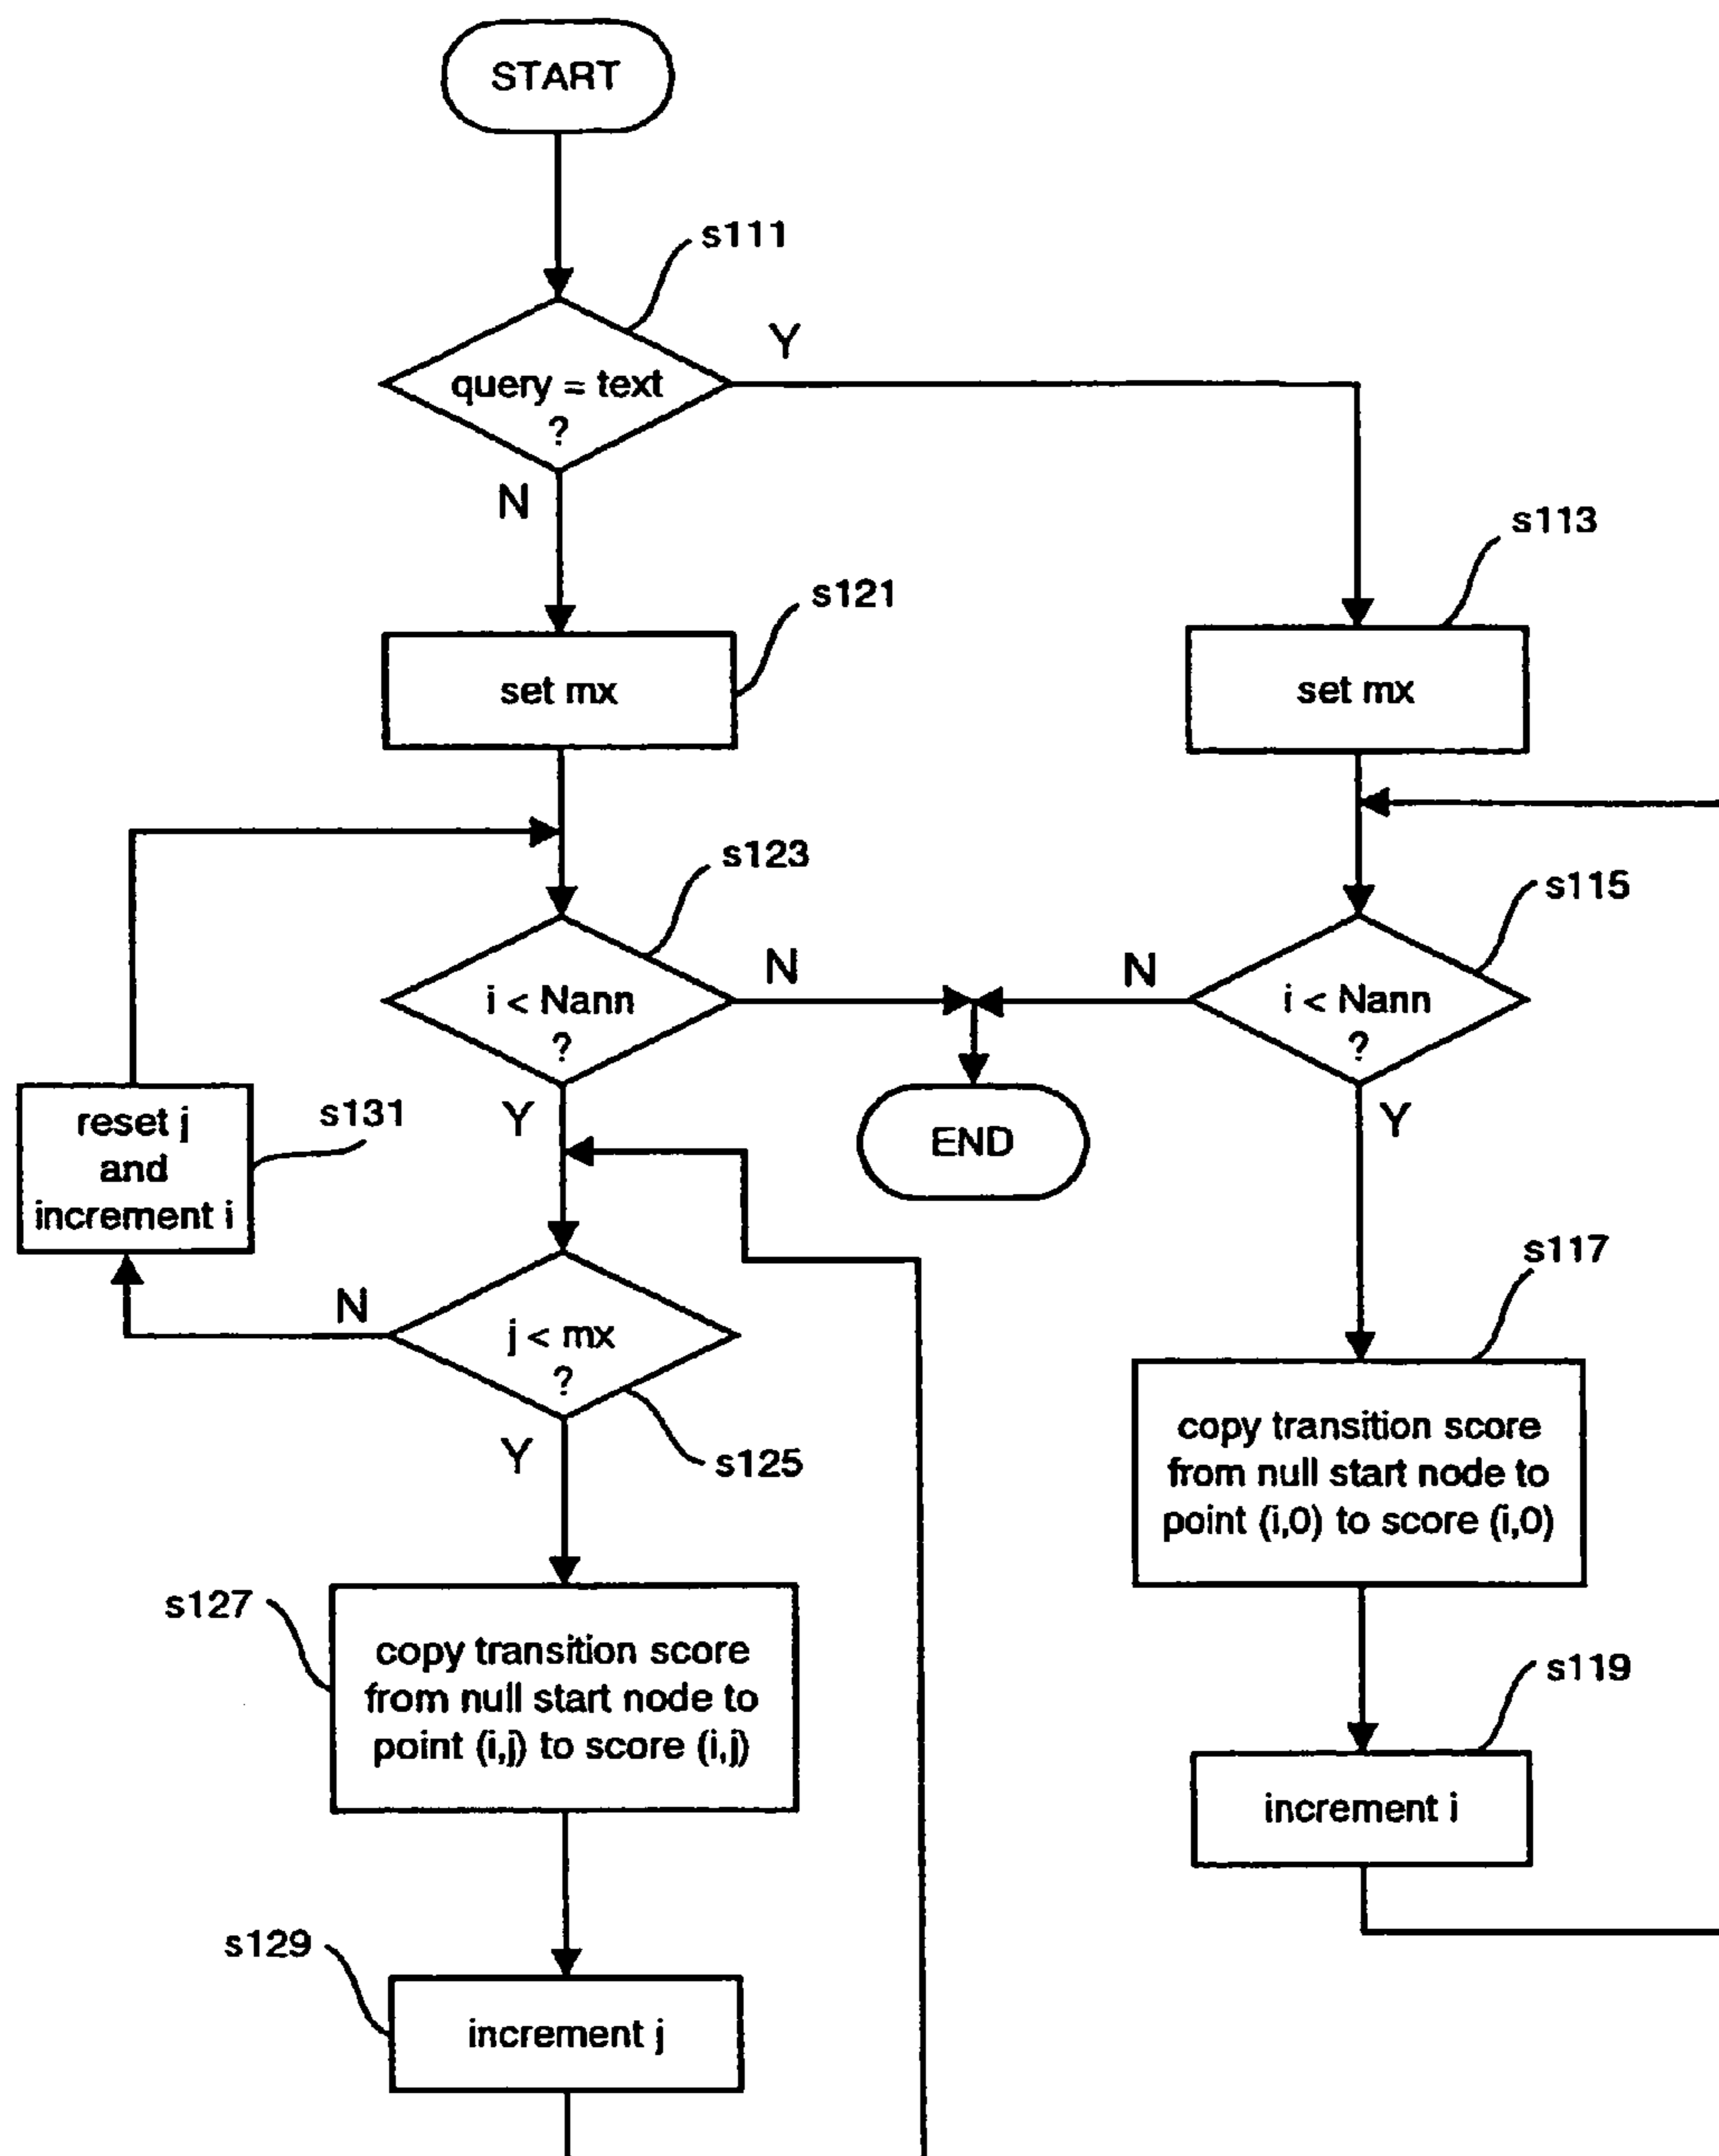 START
s111
query = text
?
Y
N
s113
s121
set mx
set mx
s123
s115
i < Nann
?
N
N
i < Nann
?
Y
Y
END
reset j
and
increment i
s131
s117
N
j < mx
?
Y
s125
copy transition score
from null start node to
point (i,0) to score (i,0)
s127
copy transition score
from null start node to
point (i,j) to score (i,j)
s119
increment i
s129
increment j